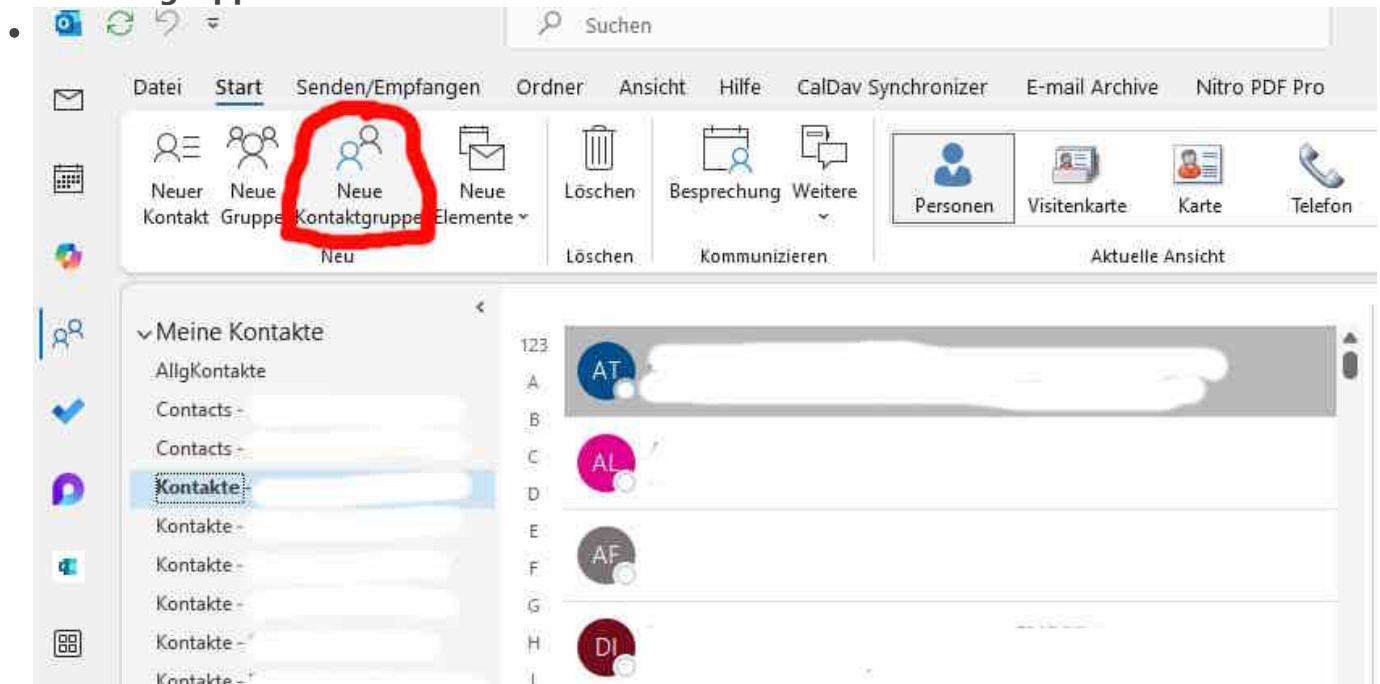 Suchen
Datei Start Senden/Empfangen Ordner Ansicht Hilfe CalDav Synchronizer E-mail Archive Nitro PDF Pro
Neuer Kontakt
Neue Gruppe
Neue Kontaktgruppe
Neue Elemente
Löschen
Besprechung
Weitere
Personen
Visitenkarte
Karte
Telefon
Neu
Löschen
Kommunizieren
Aktuelle Ansicht
Meine Kontakte
AllgKontakte
Contacts -
Contacts -
Kontakte -
Kontakte -
Kontakte -
Kontakte -
Kontakte -
Kontakte -
123
A
B
C
D
E
F
G
H
AT
AL
AF
DI